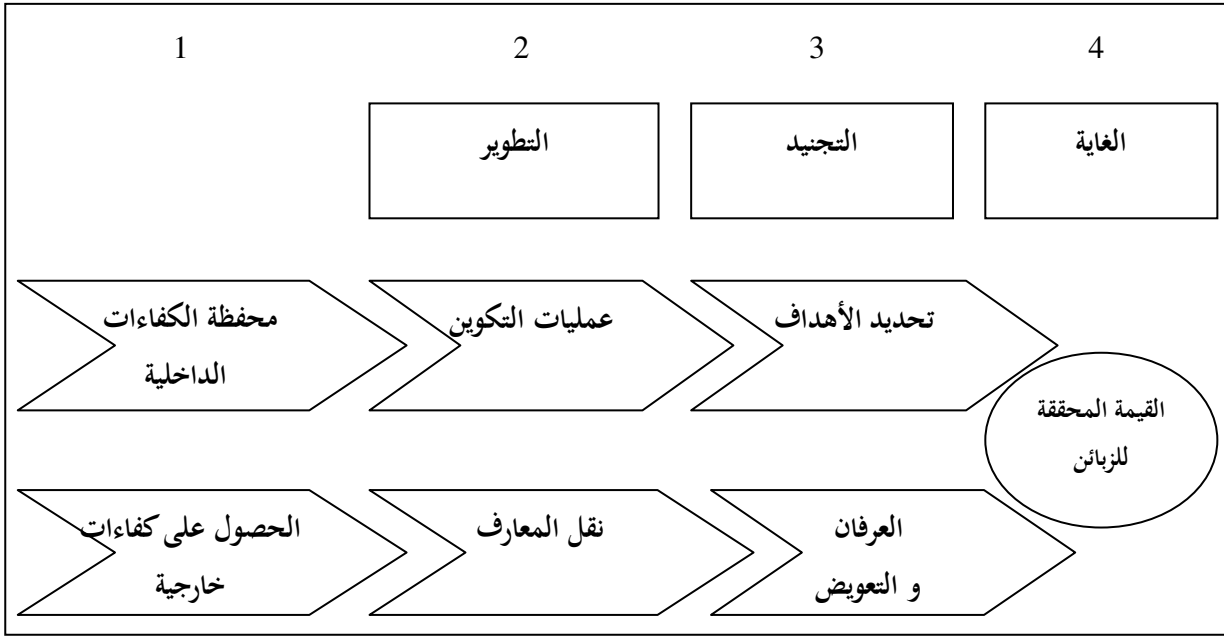 1
2
3
4
التطوير
التجنيد
الغاية
محفظة الكفاءات
الداخلية
عمليات التكوين
تحديد الأهداف
القيمة المحققة
للزبائن
الحصول على كفاءات
خارجية
نقل المعارف
العرفان
و التعويض